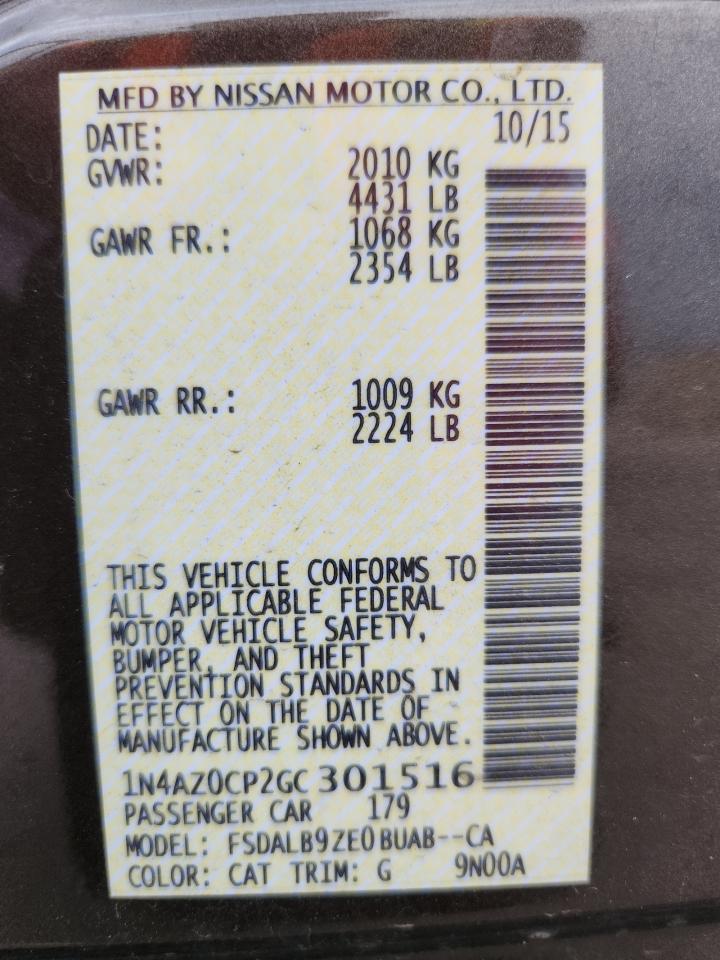 MFD BY NISSAN MOTOR CO., LTD.
DATE: 10/15
GVWR: 2010 KG
4431 LB
GAWR FR.: 1068 KG
2354 LB
GAWR RR.: 1009 KG
2224 LB
THIS VEHICLE CONFORMS TO
ALL APPLICABLE FEDERAL
MOTOR VEHICLE SAFETY,
BUMPER, AND THEFT
PREVENTION STANDARDS IN
EFFECT ON THE DATE OF
MANUFACTURE SHOWN ABOVE.
1N4AZ0CP2GC 301516
PASSENGER CAR 179
MODEL: FSDALB9ZE0BUAB--CA
COLOR: CAT TRIM: G 9N00A